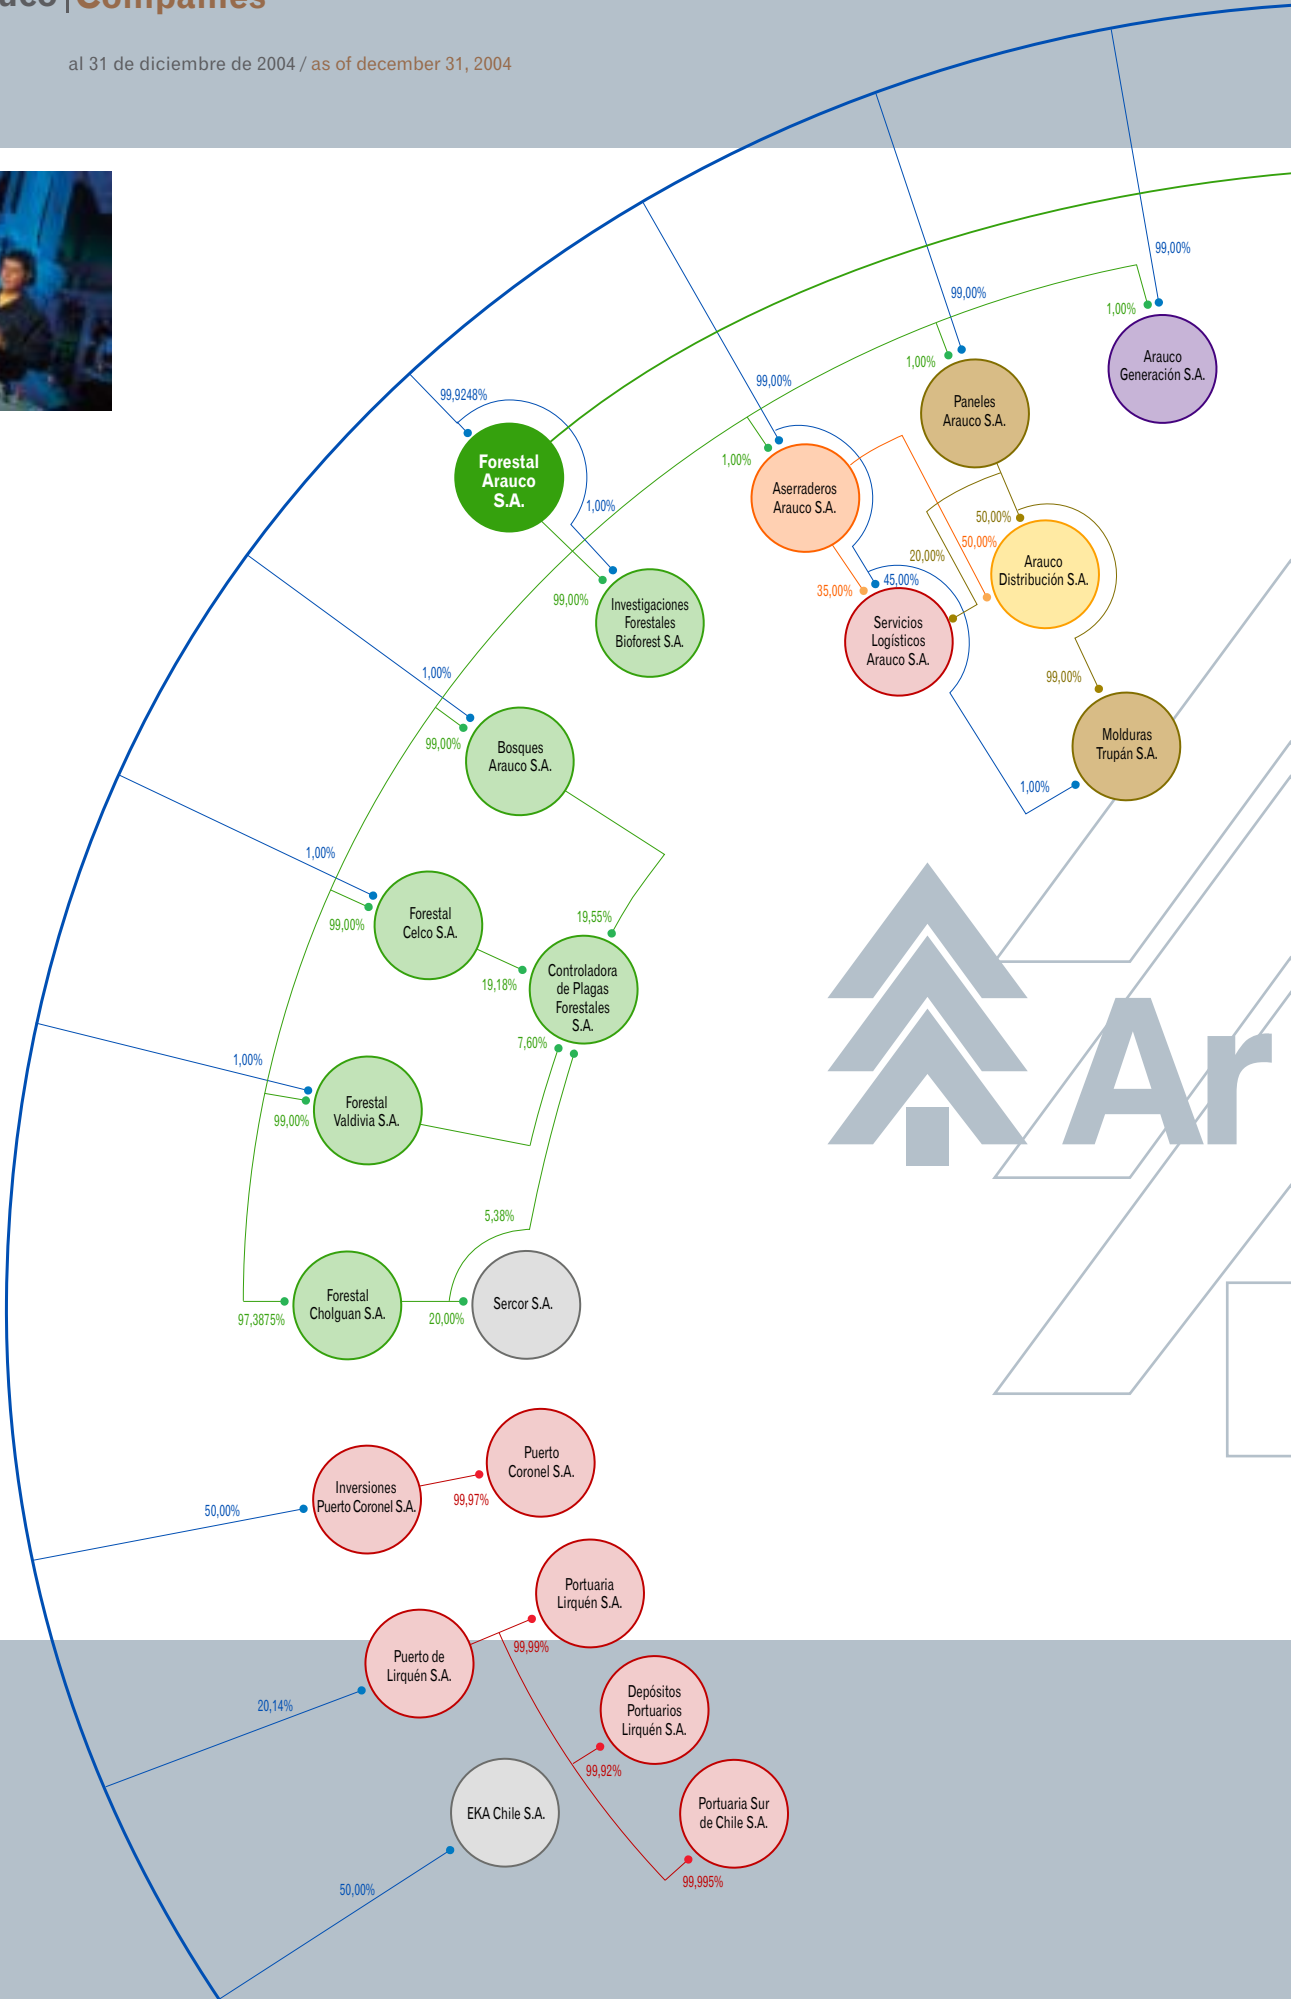 Companies
al 31 de diciembre de 2004 / as of december 31, 2004
99,00%
99,00%
1,00%
Arauco
Generación S.A.
1,00%
99,00%
99,9248%
Paneles
Arauco S.A.
1,00%
Forestal
Arauco
S.A.
Aserraderos
Arauco S.A.
1,00%
50,00%
50,00%
20,00%
Arauco
Distribución S.A.
99,00%
35,00%
45,00%
Investigaciones
Forestales
Bioforest S.A.
Servicios
Logísticos
Arauco S.A.
1,00%
99,00%
99,00%
Bosques
Arauco S.A.
Molduras
Trupán S.A.
1,00%
1,00%
99,00%
Forestal
Celco S.A.
19,55%
19,18%
Controladora
de Plagas
Forestales
S.A.
7,60%
Ar
1,00%
99,00%
Forestal
Valdivia S.A.
5,38%
97,3875%
Forestal
Cholguan S.A.
20,00%
Sercor S.A.
Puerto
Coronel S.A.
Inversiones
Puerto Coronel S.A.
99,97%
50,00%
Portuaria
Lirquén S.A.
99,99%
Puerto de
Lirquén S.A.
20,14%
Depósitos
Portuarios
Lirquén S.A.
99,92%
EKA Chile S.A.
Portuaria Sur
de Chile S.A.
99,995%
50,00%